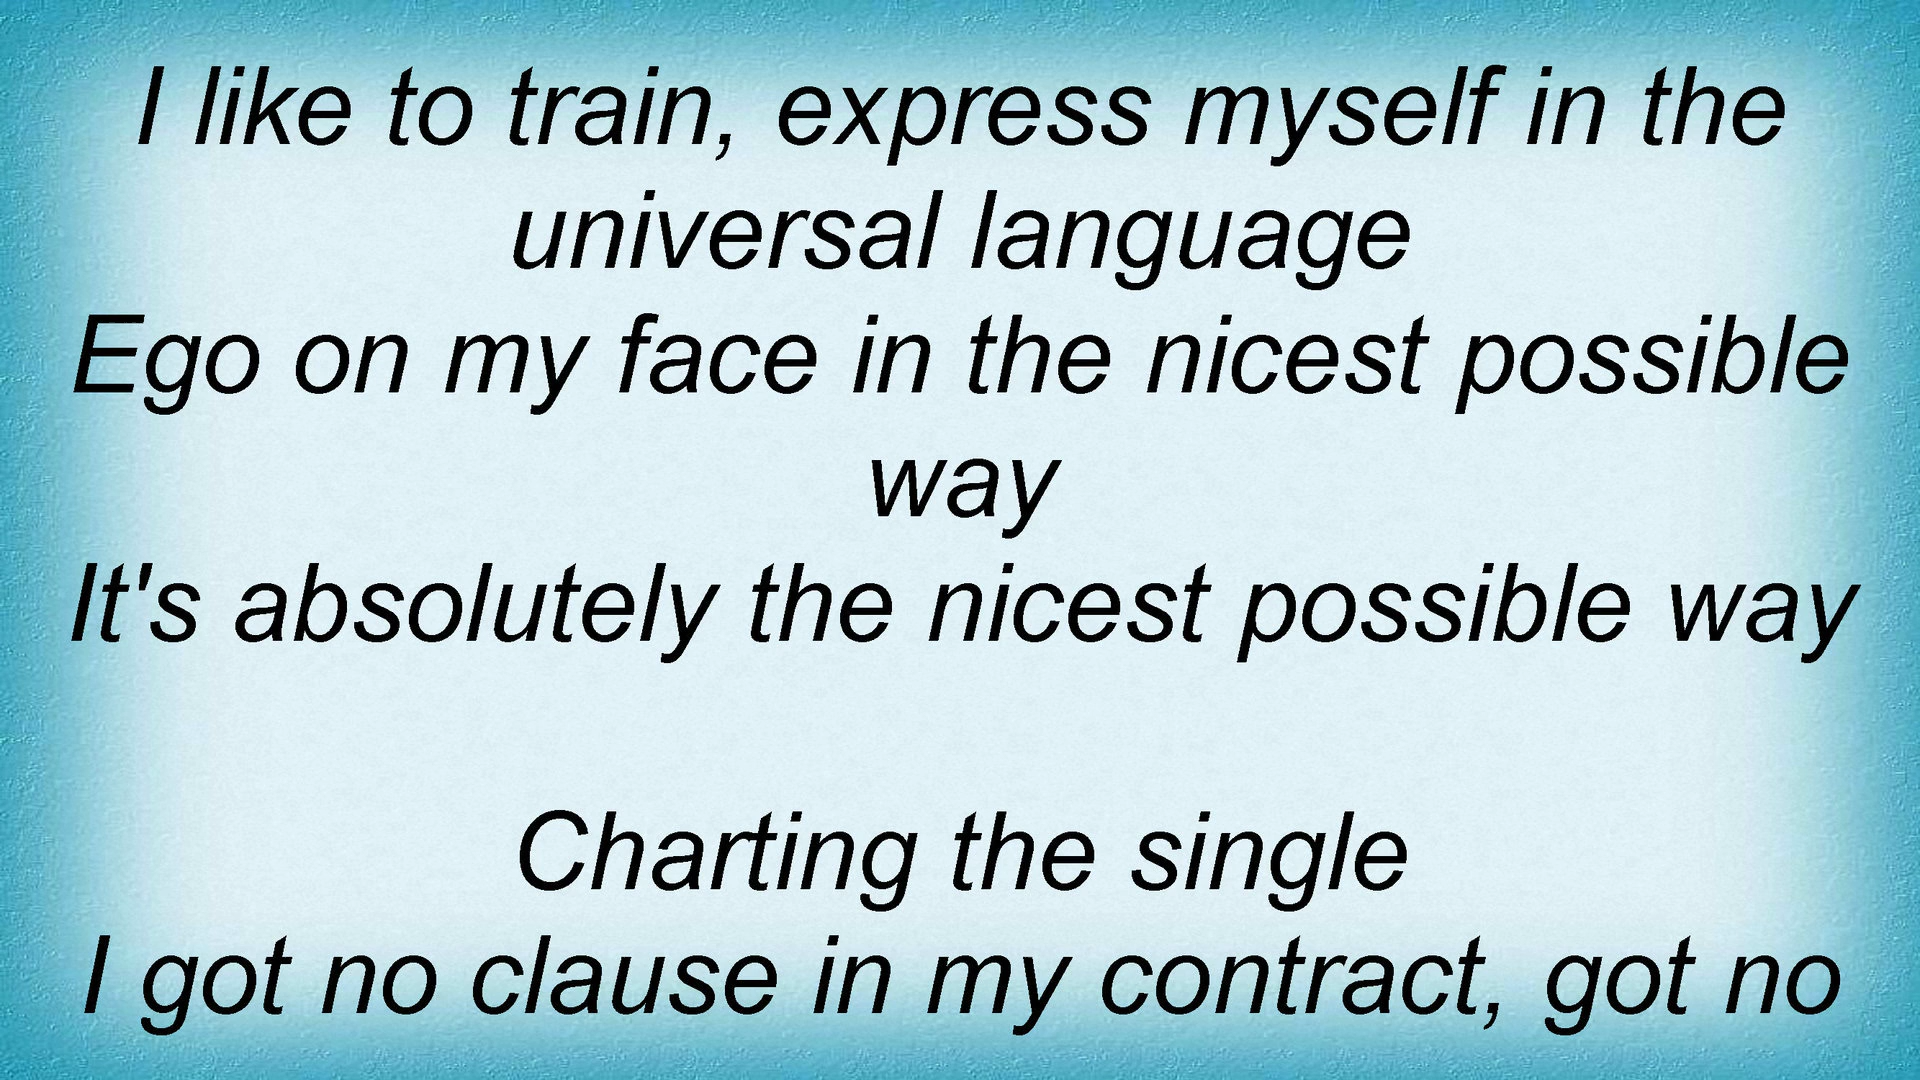 I like to train, express myself in the
universal language
Ego on my face in the nicest possible
way
It's absolutely the nicest possible way
Charting the single
I got no clause in my contract, got no